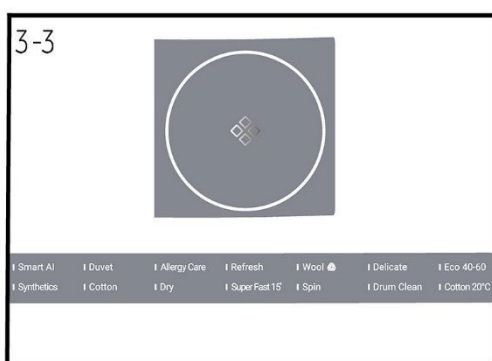 3-3
I Smart AI I Duvet I Allergy Care I Refresh I Wool I Delicate I Eco 40-60
I Synthetics I Cotton I Dry I Super Fast 15' I Spin I Drum Clean I Cotton 20°C